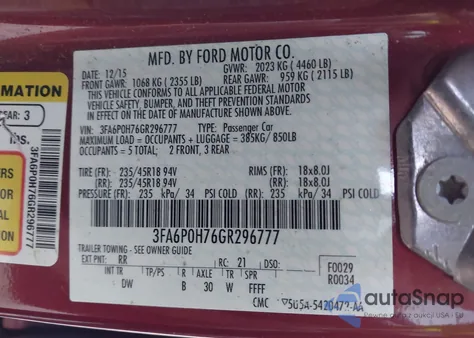 MFD. BY FORD MOTOR CO.
DATE: 12/15 GVWR: 2023 KG ( 4460 LB)
FRONT GAWR: 1068 KG ( 2355 LB) REAR GAWR: 959 KG ( 2115 LB)
THIS VEHICLE CONFORMS TO ALL APPLICABLE FEDERAL MOTOR
VEHICLE SAFETY, BUMPER, AND THEFT PREVENTION STANDARDS
IN EFFECT ON THE DATE OF MANUFACTURE SHOWN ABOVE.
VIN: 3FA6P0H76GR296777 TYPE: Passenger Car
MAXIMUM LOAD = OCCUPANTS + LUGGAGE = 385KG / 850LB
OCCUPANTS = 5 TOTAL; 2 FRONT, 3 REAR
TIRE (FR): 235/45R18 94V RIMS (FR): 18x8.0J
(RR): 235/45R18 94V (RR): 18x8.0J
PRESSURE (FR) 235 kPa/ 34 PSI COLD (RR) 235 kPa/ 34 PSI COLD
3FA6P0H76GR296777
TRAILER TOWING - SEE OWNER GUIDE
EXT PNT: RR RC: 21 DSO: F0029
INT TR TP/PS R AXLE TR SPR R0034
DW B 30 W FFFF
CMC
MATION
EAR: 3
lbs.
3FA6P0H76GR296777
ERS
autoSnap